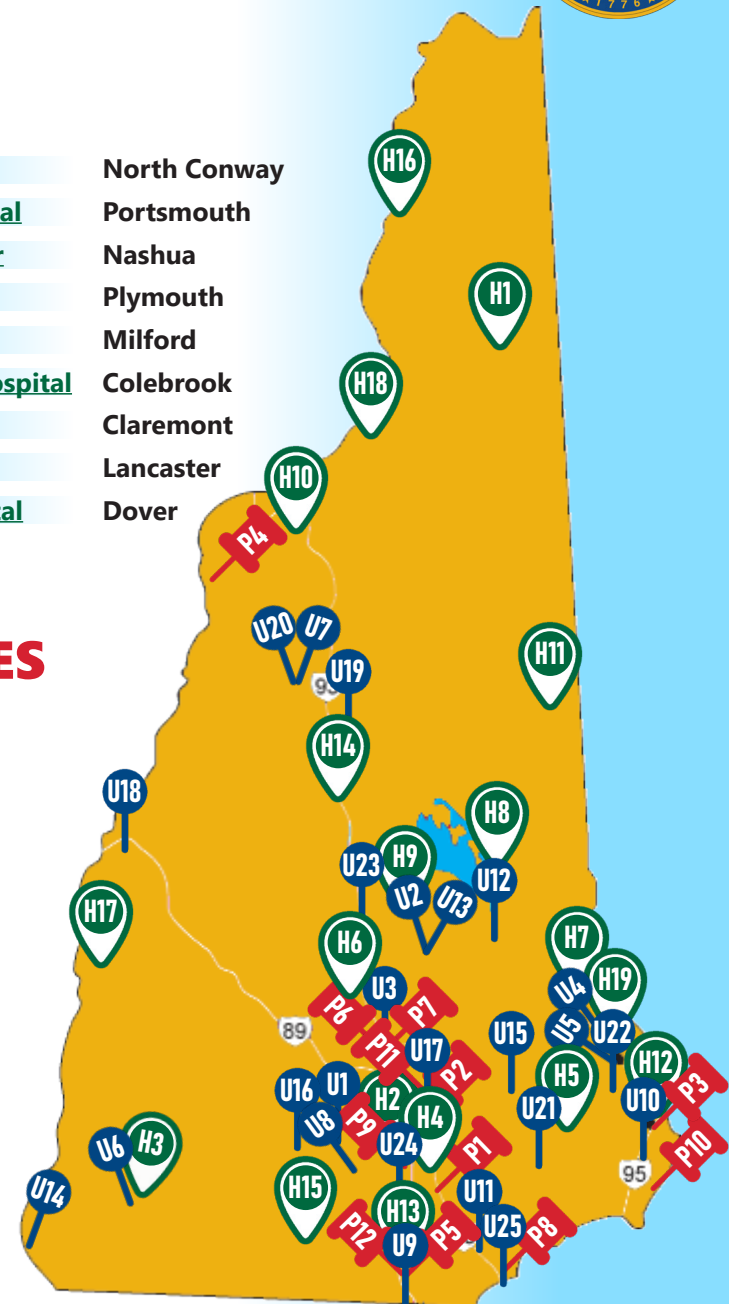 1776
North Conway
al Portsmouth
r Nashua
Plymouth
Milford
ospital Colebrook
Claremont
Lancaster
tal Dover
ES
H16
H1
H18
H10
P4
U20 U7
H11
95 U19
H14
U18
H8
H9
U23 U12
U2 U13
H17
H6 H7
H19
U3 U4
P6 P7
89 U5 U22
U15
P11 U17
H12
P2 H5 P3
U16 U1 H2
U10
U8 P9 H4 U21
U6 H3 U24 P1 P10
95
H15 U14
U11
H13
P12 P5 U25 P8
U9